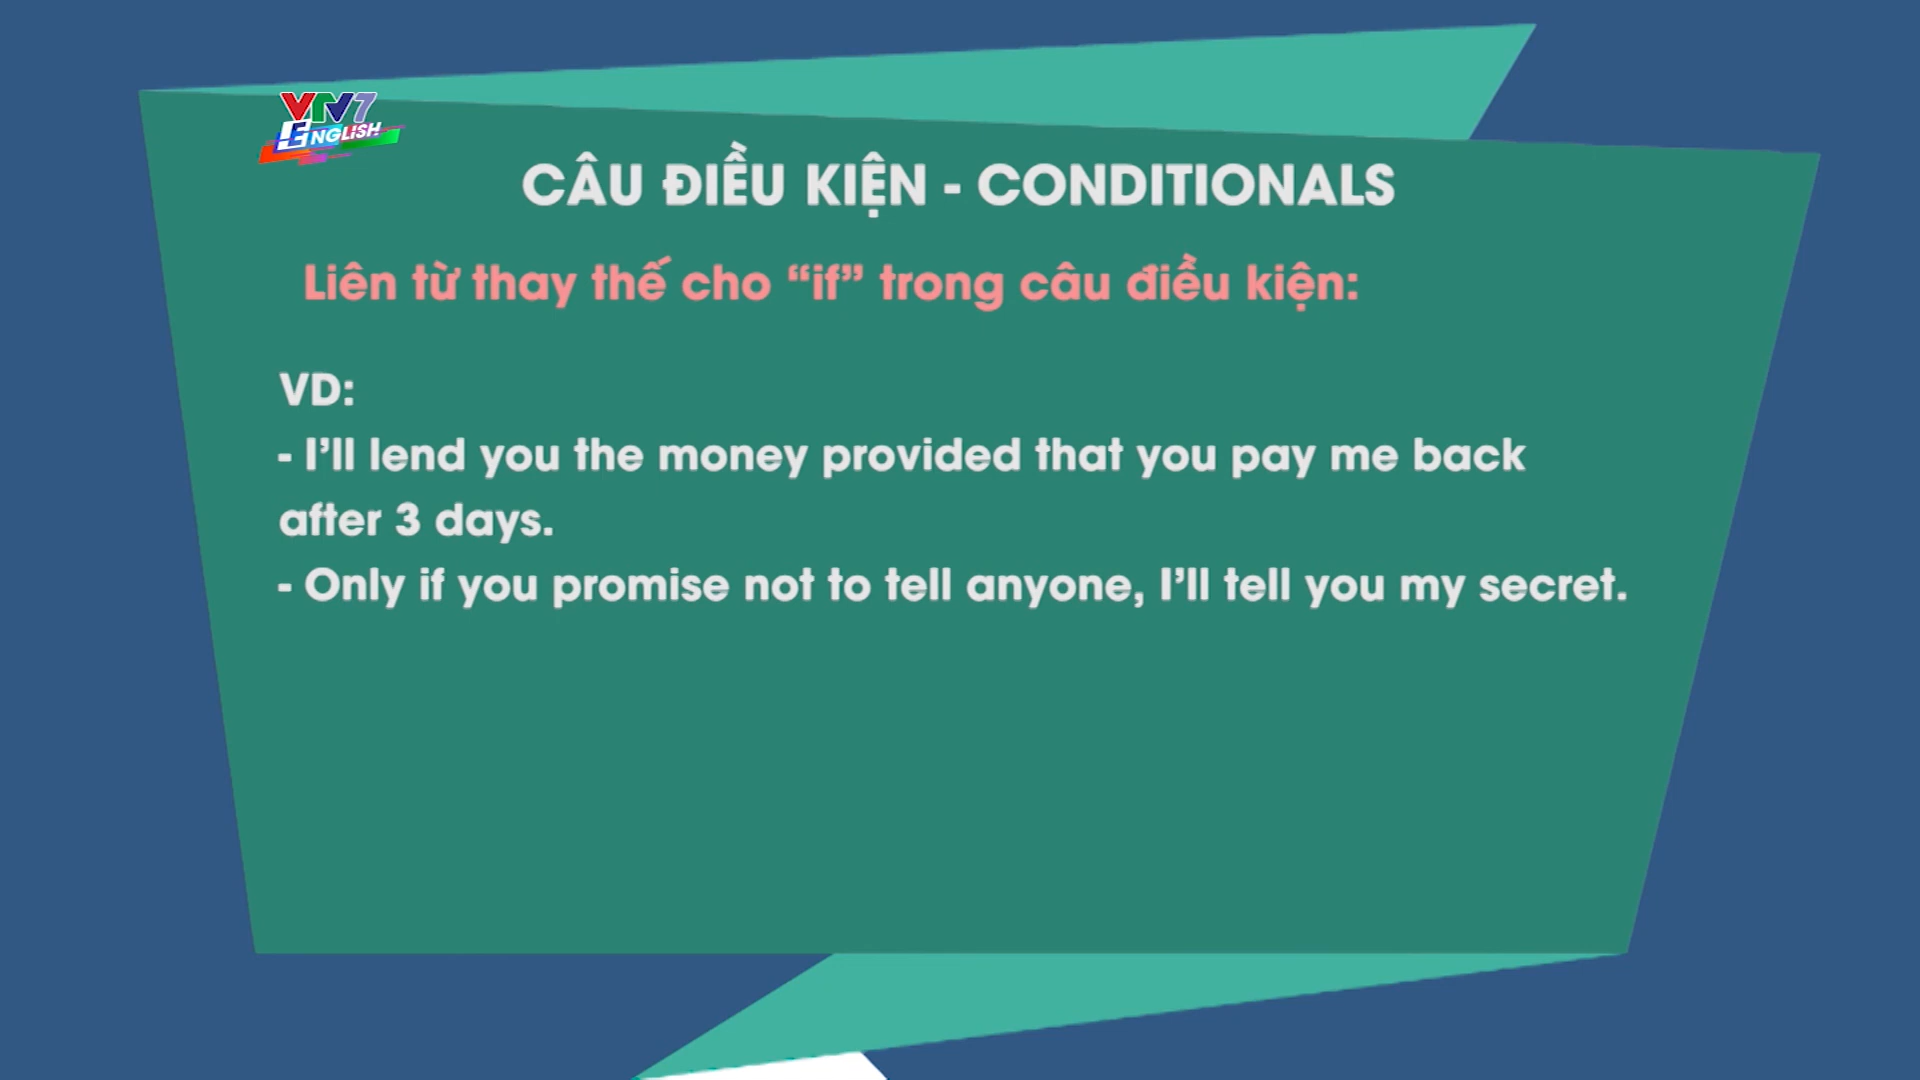 VTV7
ENGLISH
CÂU ĐIỀU KIỆN - CONDITIONALS
Liên từ thay thế cho “if” trong câu điều kiện:
VD:
- I’ll lend you the money provided that you pay me back
after 3 days.
- Only if you promise not to tell anyone, I’ll tell you my secret.